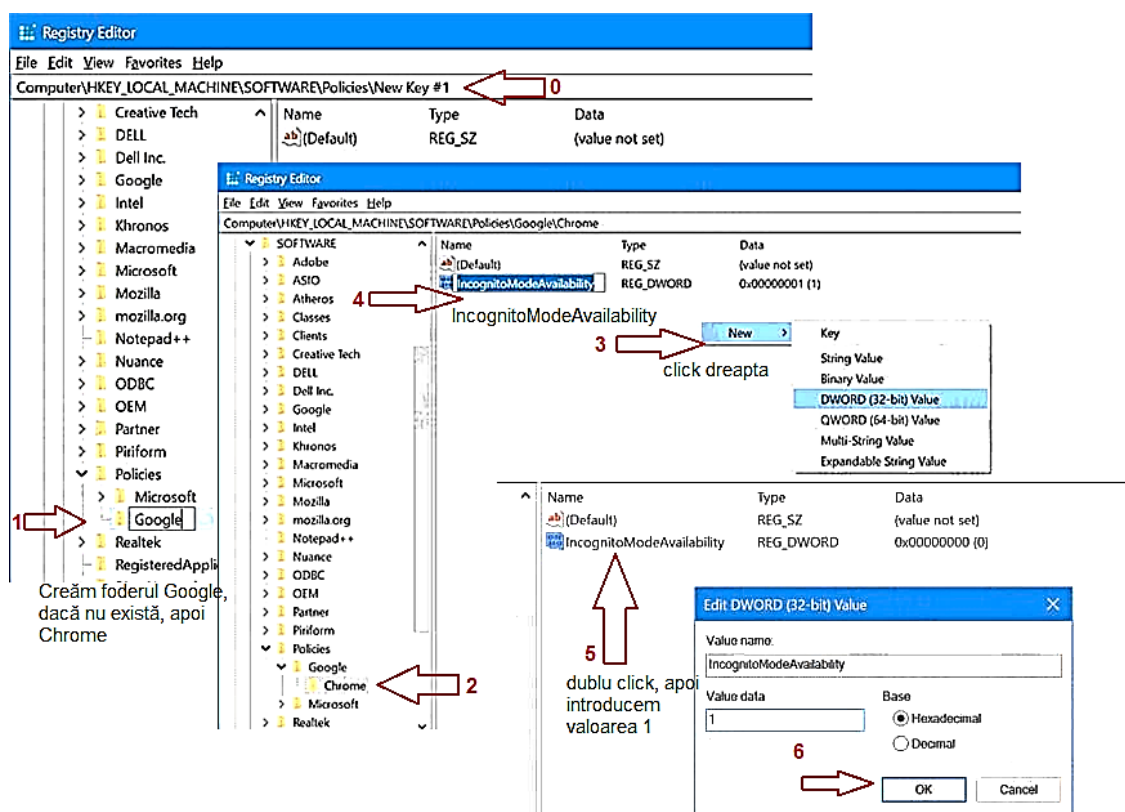 Registry Editor
File Edit View Favorites Help
Computer\HKEY_LOCAL_MACHINE\SOFTWARE\Policies\New Key #1
0
Creative Tech
DELL
Dell Inc.
Google
Intel
Khronos
Macromedia
Microsoft
Mozilla
mozilla.org
Notepad++
Nuance
ODBC
OEM
Partner
Piriform
Policies
Microsoft
Google
Realtek
RegisteredAppli
Name Type Data
(Default) REG_SZ (value not set)
1
Creăm foderul Google,
dacă nu există, apoi
Chrome
Registry Editor
File Edit View Favorites Help
Computer\HKEY_LOCAL_MACHINE\SOFTWARE\Policies\Google\Chrome
SOFTWARE
Adobe
ASIO
Atheros
Classes
Clients
Creative Tech
DELL
Dell Inc.
Google
Intel
Khronos
Macromedia
Microsoft
Mozilla
mozilla.org
Notepad++
Nuance
ODBC
OEM
Partner
Piriform
Policies
Google
Chrome
Microsoft
Realtek
2
Name Type Data
(Default) REG_SZ (value not set)
IncognitoModeAvailability REG_DWORD 0x00000001 (1)
4
IncognitoModeAvailability
3
click dreapta
New
Key
String Value
Binary Value
DWORD (32-bit) Value
QWORD (64-bit) Value
Multi-String Value
Expandable String Value
Name Type Data
(Default) REG_SZ (value not set)
IncognitoModeAvailability REG_DWORD 0x00000000 (0)
5
dublu click, apoi
introducem
valoarea 1
Edit DWORD (32-bit) Value
Value name:
IncognitoModeAvailability
Value data Base
1
Hexadecimal
Decimal
6
OK Cancel